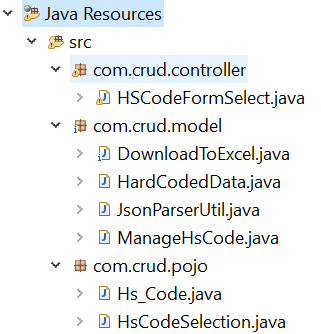 Java Resources
src
com.crud.controller
HSCodeFormSelect.java
com.crud.model
DownloadToExcel.java
HardCodedData.java
JsonParserUtil.java
ManageHsCode.java
com.crud.pojo
Hs_Code.java
HsCodeSelection.java